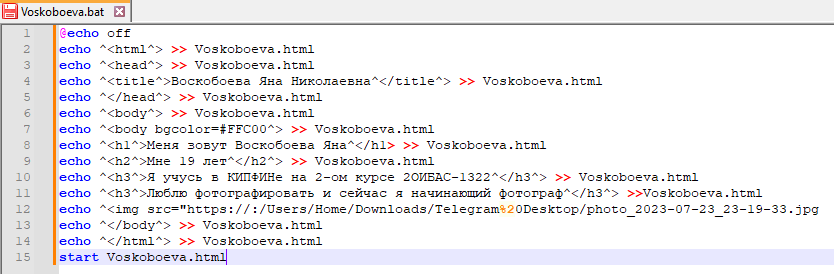 Voskoboeva.bat
1 @echo off
2 echo ^<html^> >> Voskoboeva.html
3 echo ^<head^> >> Voskoboeva.html
4 echo ^<title^>Воскобоева Яна Николаевна^</title^> >> Voskoboeva.html
5 echo ^</head^> >> Voskoboeva.html
6 echo ^<body^> >> Voskoboeva.html
7 echo ^<body bgcolor=#FFC00^> >> Voskoboeva.html
8 echo ^<h1^>Меня зовут Воскобоева Яна^</h1> >> Voskoboeva.html
9 echo ^<h2^>Мне 19 лет^</h2^> >> Voskoboeva.html
10 echo ^<h3^>Я учусь в КИПФИНе на 2-ом курсе 2ОИБАС-1322^</h3^> >> Voskoboeva.html
11 echo ^<h3^>Люблю фотографировать и сейчас я начинающий фотограф^</h3^> >>Voskoboeva.html
12 echo ^<img src="https://:/Users/Home/Downloads/Telegram%20Desktop/photo_2023-07-23_23-19-33.jpg
13 echo ^</body^> >> Voskoboeva.html
14 echo ^</html^> >> Voskoboeva.html
15 start Voskoboeva.html